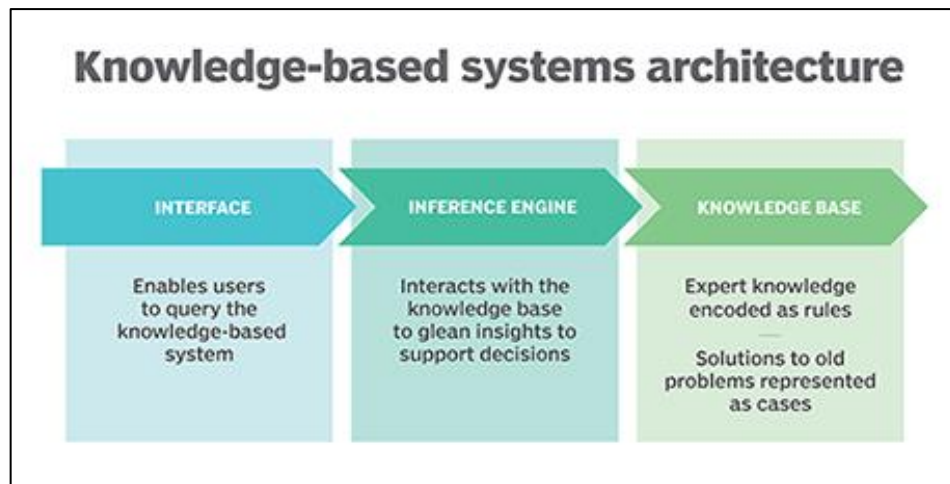 Knowledge-based systems architecture
INTERFACE
Enables users
to query the
knowledge-based
system
INFERENCE ENGINE
Interacts with the
knowledge base
to glean insights to
support decisions
KNOWLEDGE BASE
Expert knowledge
encoded as rules
Solutions to old
problems represented
as cases